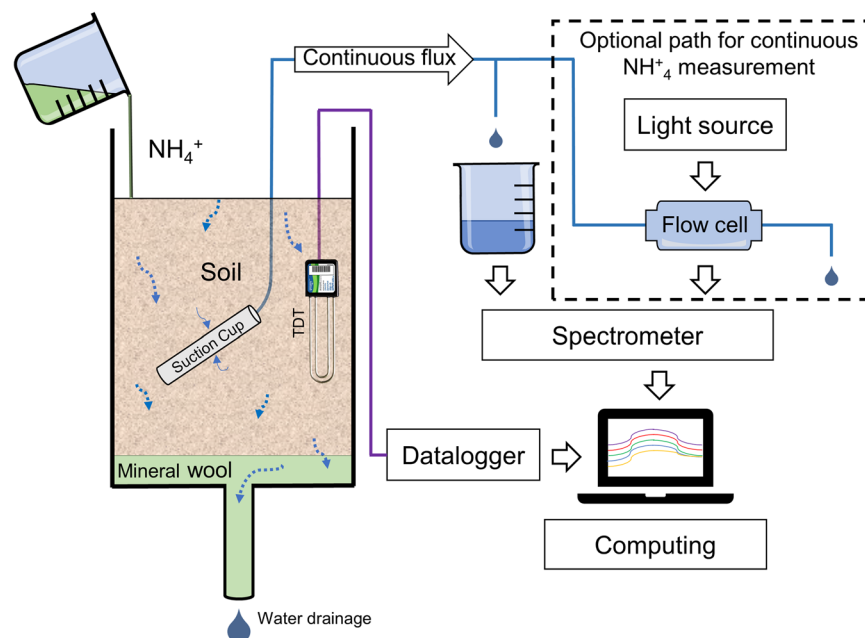 Continuous flux
Optional path for continuous
NH⁺₄ measurement
Light source
NH₄⁺
Flow cell
Soil
TDT
Suction Cup
Spectrometer
Mineral wool
Datalogger
Computing
Water drainage